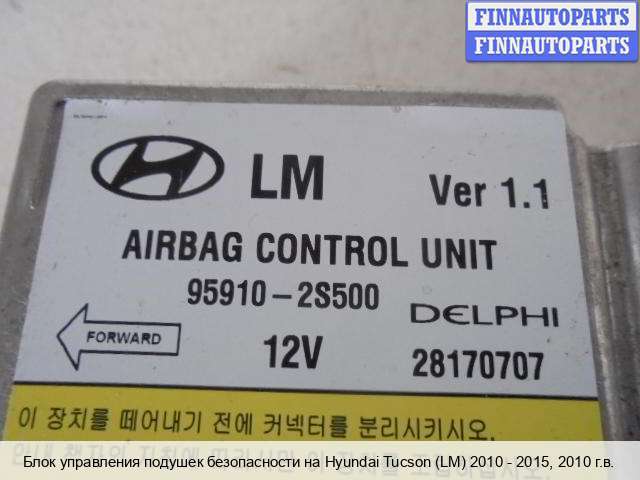 FINNAUTOPARTS
FINNAUTOPARTS
LM Ver 1.1
AIRBAG CONTROL UNIT
95910-2S500 DELPHI
FORWARD 12V 28170707
이 장치를 떼어내기 전에 커넥터를 분리시키시오.
Блок управления подушек безопасности на Hyundai Tucson (LM) 2010 - 2015, 2010 г.в.